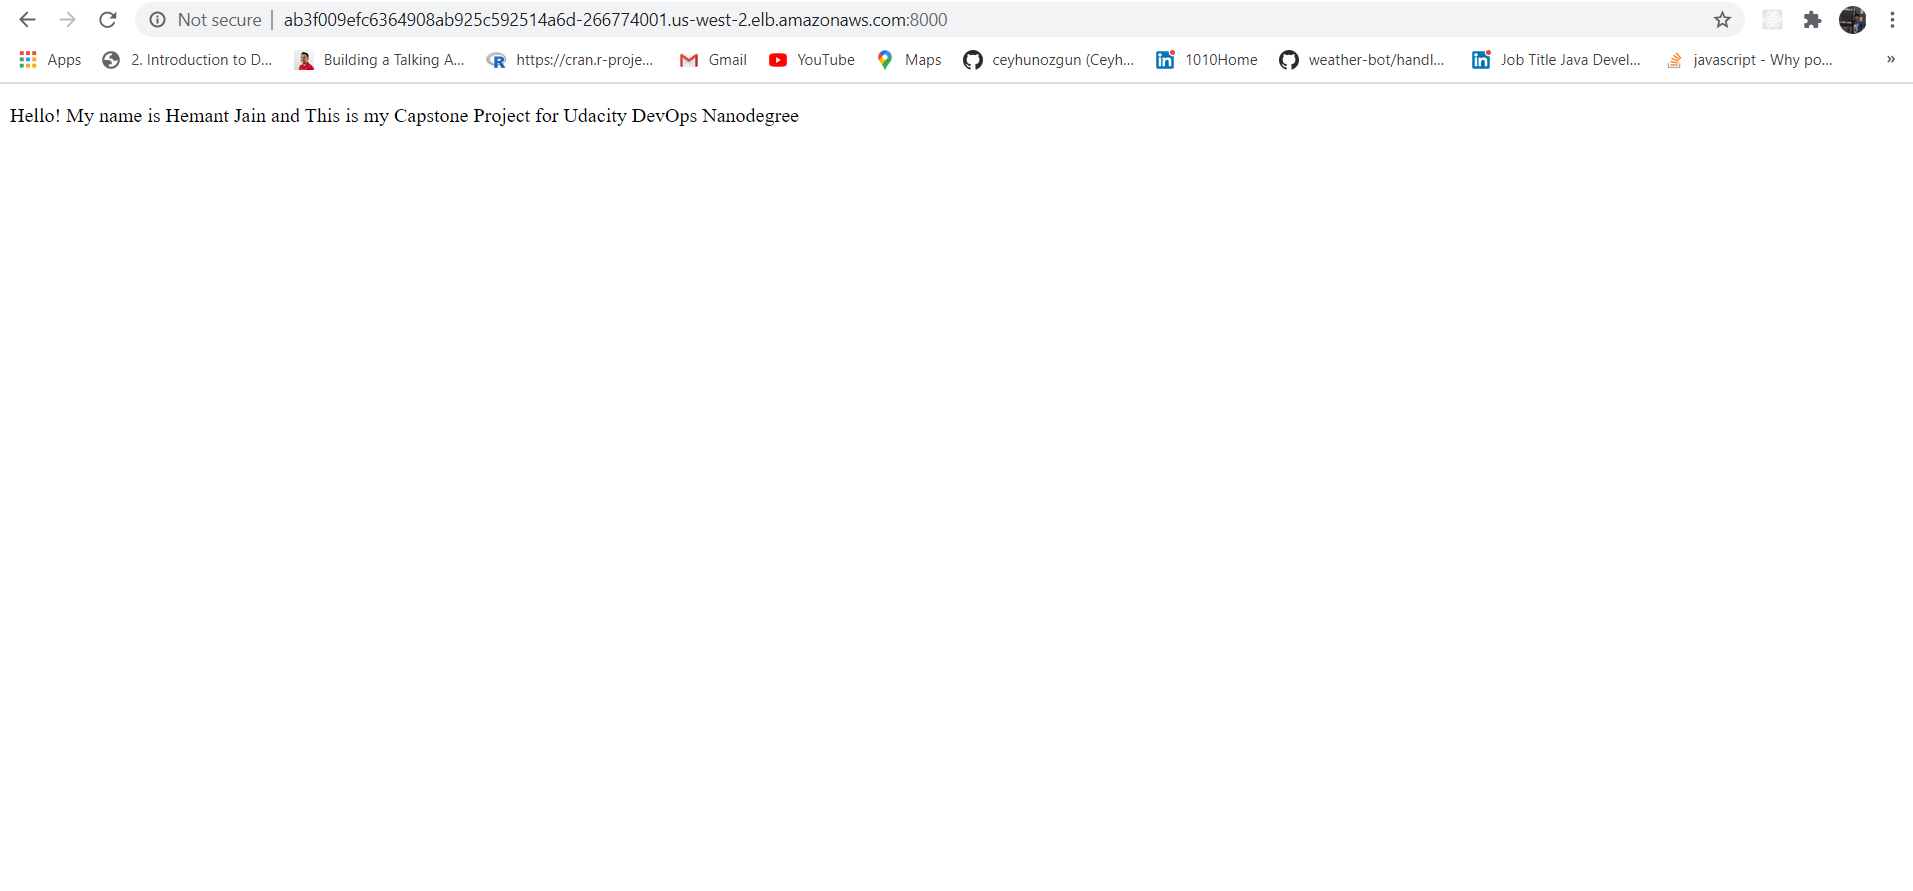 Not secure | ab3f009efc6364908ab925c592514a6d-266774001.us-west-2.elb.amazonaws.com:8000
Apps 2. Introduction to D... Building a Talking A... https://cran.r-proje... Gmail YouTube Maps ceyhunozgun (Ceyh... 1010Home weather-bot/handl... Job Title Java Devel... javascript - Why po... »
Hello! My name is Hemant Jain and This is my Capstone Project for Udacity DevOps Nanodegree